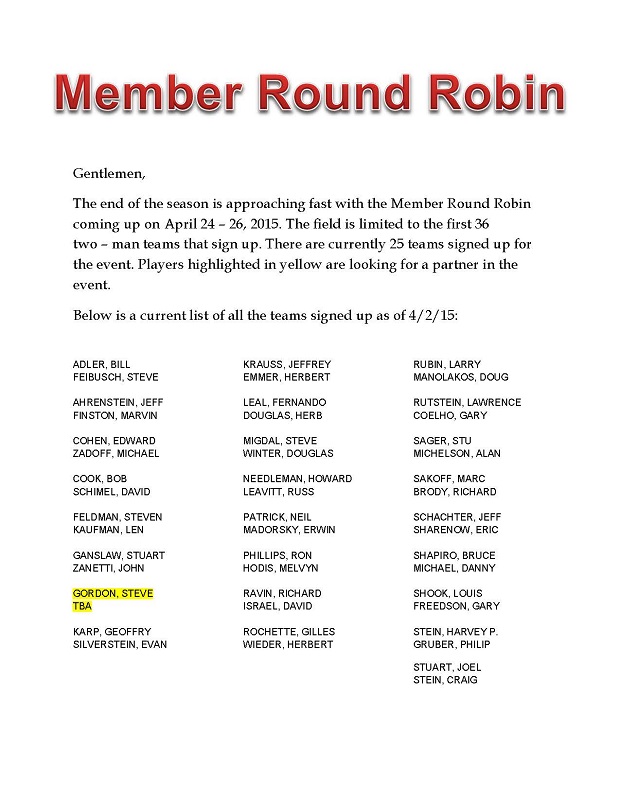 Member Round Robin
Gentlemen,
The end of the season is approaching fast with the Member Round Robin
coming up on April 24 – 26, 2015. The field is limited to the first 36
two – man teams that sign up. There are currently 25 teams signed up for
the event. Players highlighted in yellow are looking for a partner in the
event.
Below is a current list of all the teams signed up as of 4/2/15:
ADLER, BILL
FEIBUSCH, STEVE
AHRENSTEIN, JEFF
FINSTON, MARVIN
COHEN, EDWARD
ZADOFF, MICHAEL
COOK, BOB
SCHIMEL, DAVID
FELDMAN, STEVEN
KAUFMAN, LEN
GANSLAW, STUART
ZANETTI, JOHN
GORDON, STEVE
TBA
KARP, GEOFFRY
SILVERSTEIN, EVAN
KRAUSS, JEFFREY
EMMER, HERBERT
LEAL, FERNANDO
DOUGLAS, HERB
MIGDAL, STEVE
WINTER, DOUGLAS
NEEDLEMAN, HOWARD
LEAVITT, RUSS
PATRICK, NEIL
MADORSKY, ERWIN
PHILLIPS, RON
HODIS, MELVYN
RAVIN, RICHARD
ISRAEL, DAVID
ROCHETTE, GILLES
WIEDER, HERBERT
RUBIN, LARRY
MANOLAKOS, DOUG
RUTSTEIN, LAWRENCE
COELHO, GARY
SAGER, STU
MICHELSON, ALAN
SAKOFF, MARC
BRODY, RICHARD
SCHACHTER, JEFF
SHARENOW, ERIC
SHAPIRO, BRUCE
MICHAEL, DANNY
SHOOK, LOUIS
FREEDSON, GARY
STEIN, HARVEY P.
GRUBER, PHILIP
STUART, JOEL
STEIN, CRAIG